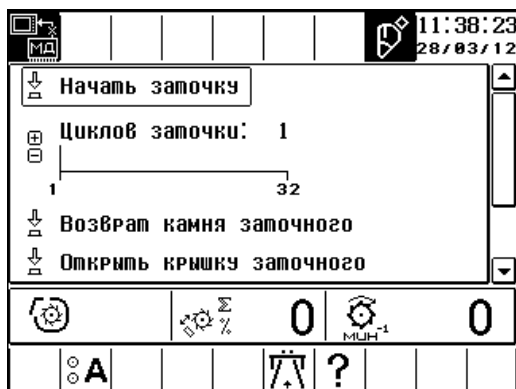 МД
11:38:23
28/03/12
Начать заточку
Циклов заточки: 1
1 32
Возврат камня заточного
Открыть крышку заточного
Σ % 0 МИН-1 0
A ?